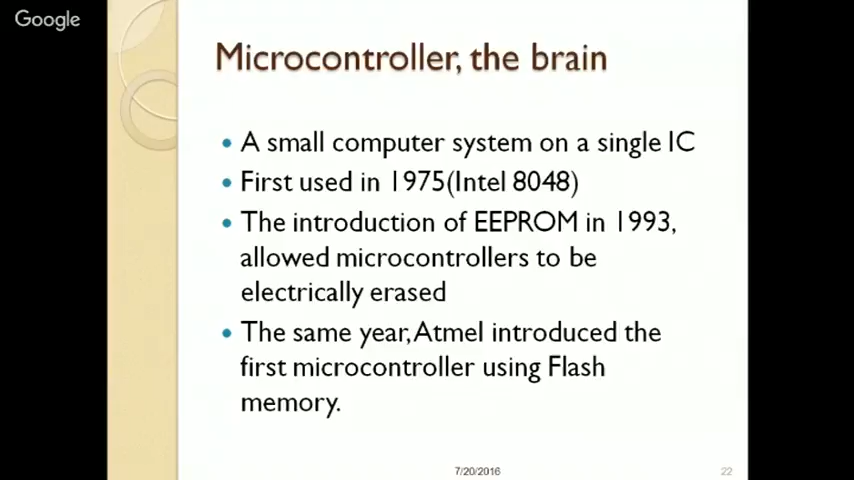 Google
Microcontroller, the brain
• A small computer system on a single IC
• First used in 1975(Intel 8048)
• The introduction of EEPROM in 1993,
allowed microcontrollers to be
electrically erased
• The same year, Atmel introduced the
first microcontroller using Flash
memory.
7/20/2016
22